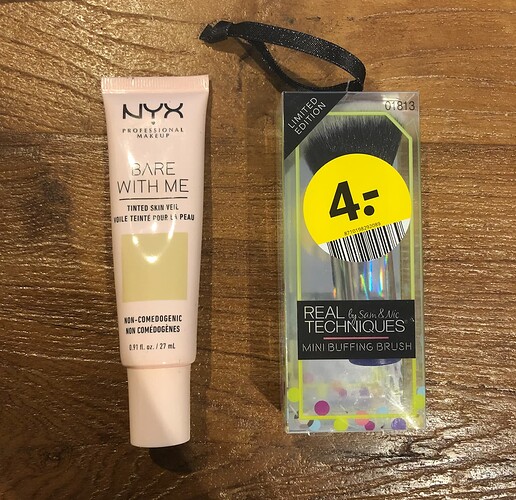 NYX
PROFESSIONAL
MAKEUP
BARE
WITH ME
TINTED SKIN VEIL
VOILE TEINTÉ POUR LA PEAU
NON-COMEDOGENIC
NON COMÉDOGÈNES
0.91 fl. oz. / 27 mL
LIMITED
EDITION
01813
4.-
REAL by Sam & Nic
TECHNIQUES
MINI BUFFING BRUSH